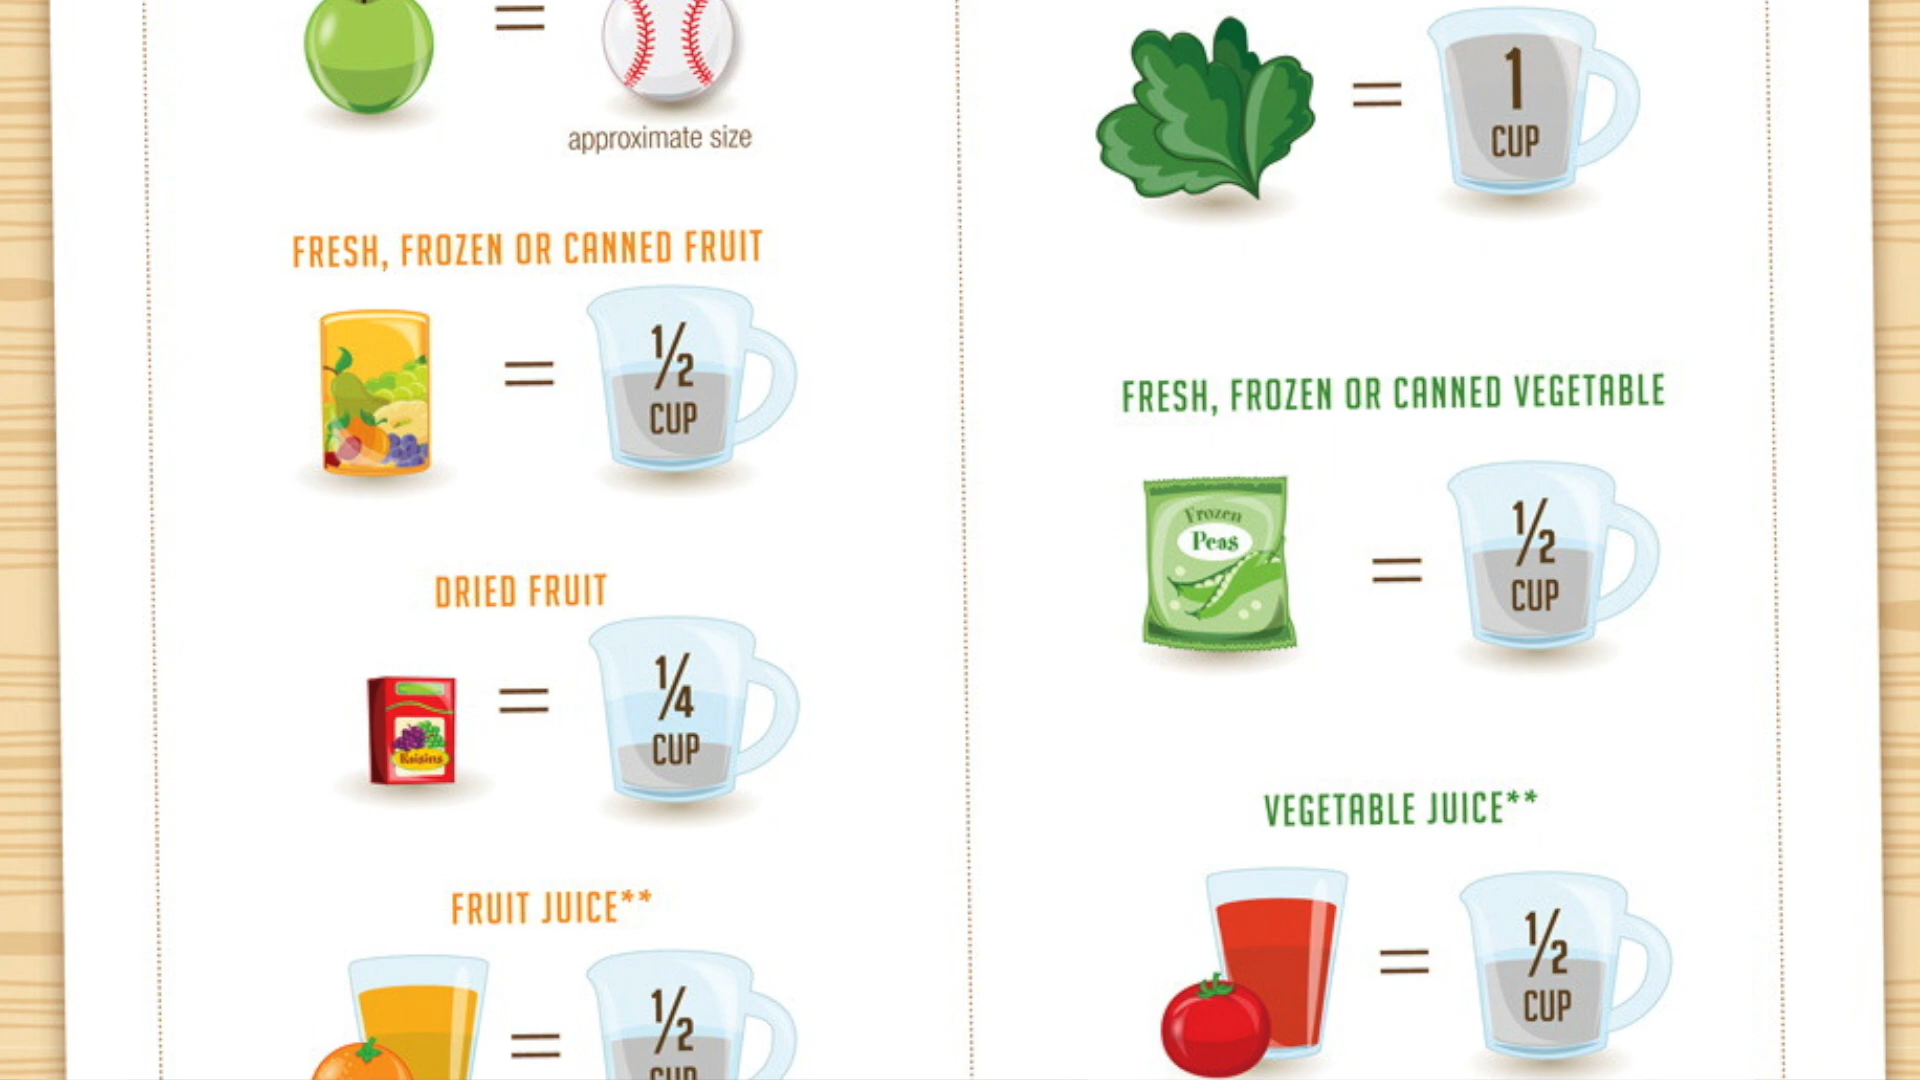 approximate size
FRESH, FROZEN OR CANNED FRUIT
1/2
CUP
DRIED FRUIT
Raisins
1/4
CUP
FRUIT JUICE**
1/2
CUP
1
CUP
FRESH, FROZEN OR CANNED VEGETABLE
Frozen
Peas
1/2
CUP
VEGETABLE JUICE**
1/2
CUP